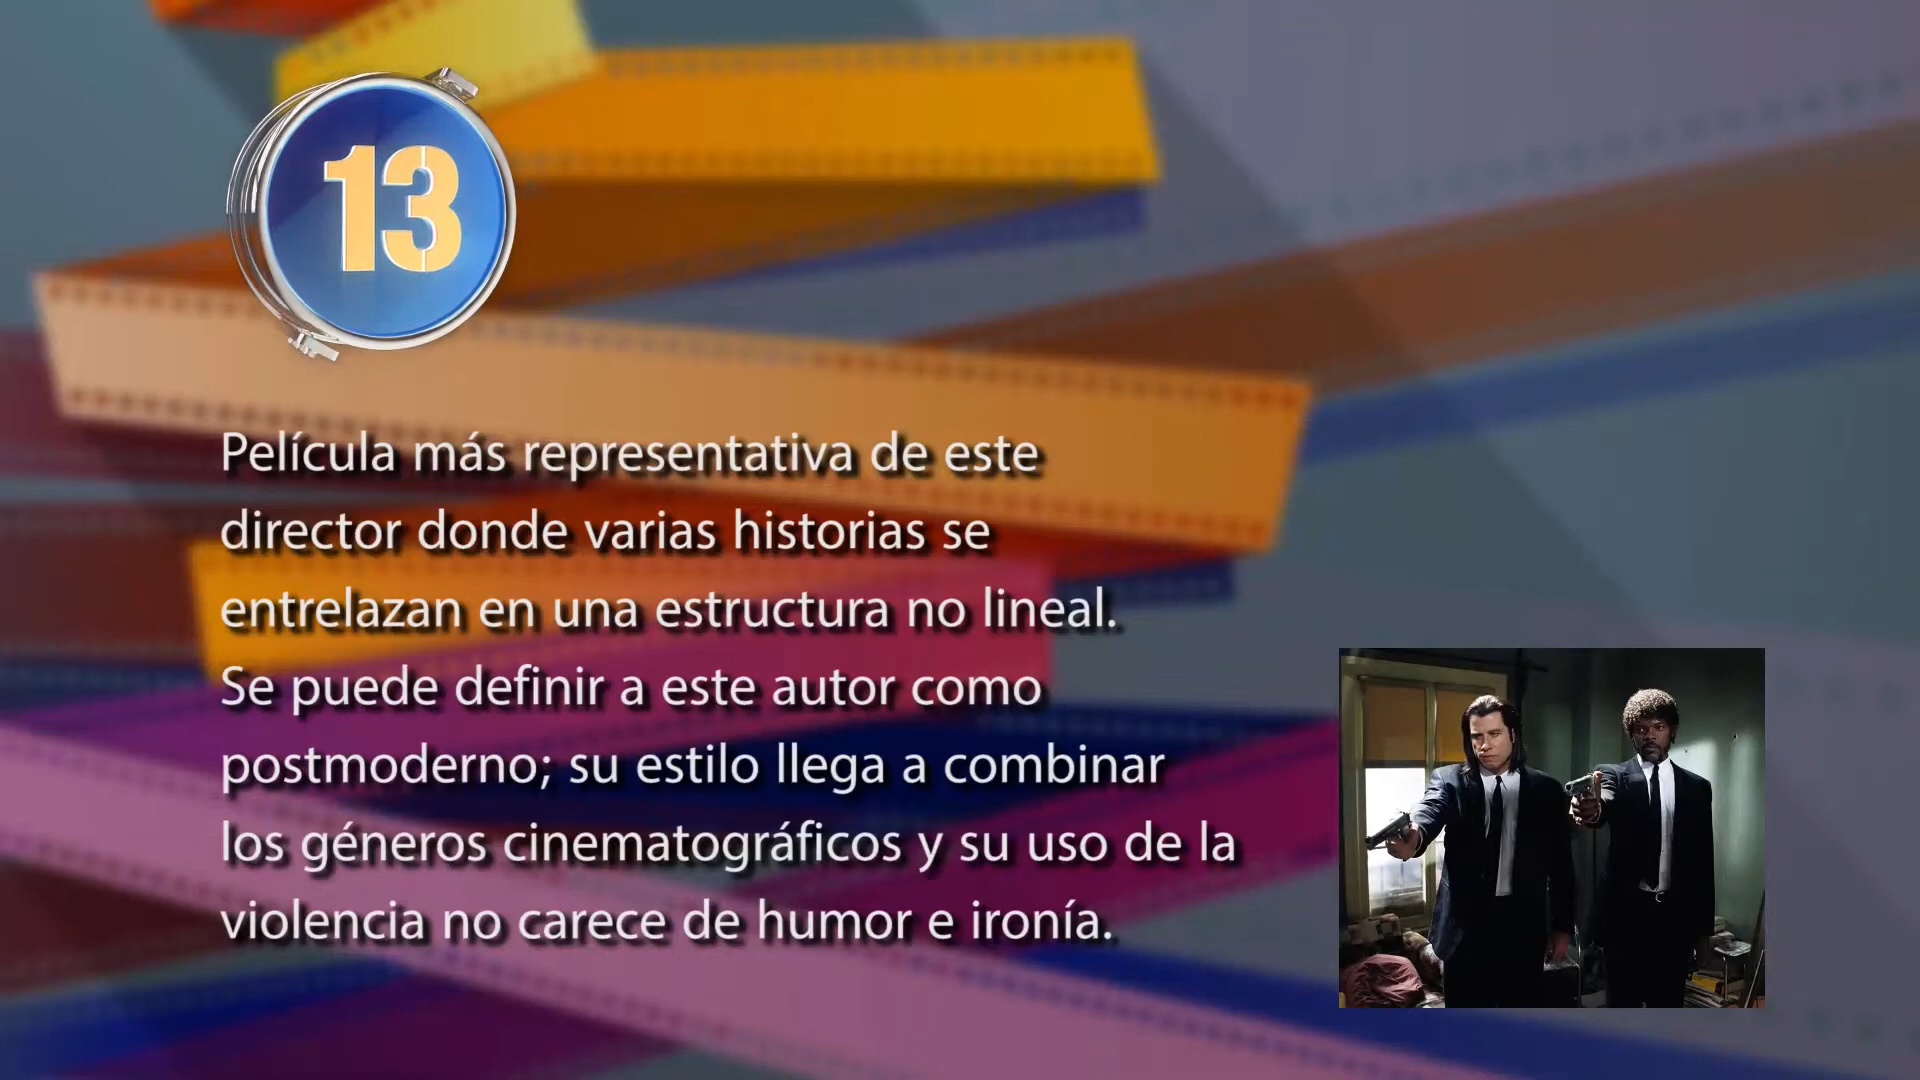 13
Película más representativa de este
director donde varias historias se
entrelazan en una estructura no lineal.
Se puede definir a este autor como
postmoderno; su estilo llega a combinar
los géneros cinematográficos y su uso de la
violencia no carece de humor e ironía.